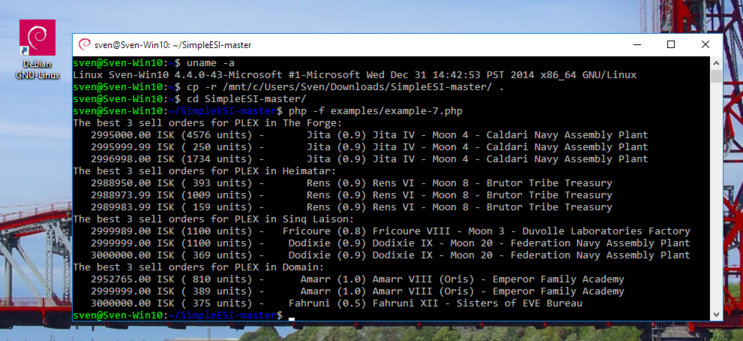 Debian
GNU-Linux
sven@Sven-Win10: ~/SimpleESI-master
sven@Sven-Win10:~$ uname -a
Linux Sven-Win10 4.4.0-43-Microsoft #1-Microsoft Wed Dec 31 14:42:53 PST 2014 x86_64 GNU/Linux
sven@Sven-Win10:~$ cp -r /mnt/c/Users/Sven/Downloads/SimpleESI-master/ .
sven@Sven-Win10:~$ cd SimpleESI-master/
sven@Sven-Win10:~/SimpleESI-master$ php -f examples/example-7.php
The best 3 sell orders for PLEX in The Forge:
2995000.00 ISK (4576 units) - Jita (0.9) Jita IV - Moon 4 - Caldari Navy Assembly Plant
2995999.99 ISK ( 250 units) - Jita (0.9) Jita IV - Moon 4 - Caldari Navy Assembly Plant
2996998.00 ISK (1734 units) - Jita (0.9) Jita IV - Moon 4 - Caldari Navy Assembly Plant
The best 3 sell orders for PLEX in Heimatar:
2988950.00 ISK ( 393 units) - Rens (0.9) Rens VI - Moon 8 - Brutor Tribe Treasury
2988973.99 ISK (1009 units) - Rens (0.9) Rens VI - Moon 8 - Brutor Tribe Treasury
2989983.99 ISK ( 159 units) - Rens (0.9) Rens VI - Moon 8 - Brutor Tribe Treasury
The best 3 sell orders for PLEX in Sinq Laison:
2999989.00 ISK (1100 units) - Fricoure (0.8) Fricoure VIII - Moon 3 - Duvolle Laboratories Factory
2999999.00 ISK (1100 units) - Dodixie (0.9) Dodixie IX - Moon 20 - Federation Navy Assembly Plant
3000000.00 ISK ( 369 units) - Dodixie (0.9) Dodixie IX - Moon 20 - Federation Navy Assembly Plant
The best 3 sell orders for PLEX in Domain:
2952765.00 ISK ( 810 units) - Amarr (1.0) Amarr VIII (Oris) - Emperor Family Academy
2999999.00 ISK ( 389 units) - Amarr (1.0) Amarr VIII (Oris) - Emperor Family Academy
3000000.00 ISK ( 375 units) - Fahruni (0.5) Fahruni XII - Sisters of EVE Bureau
sven@Sven-Win10:~/SimpleESI-master$